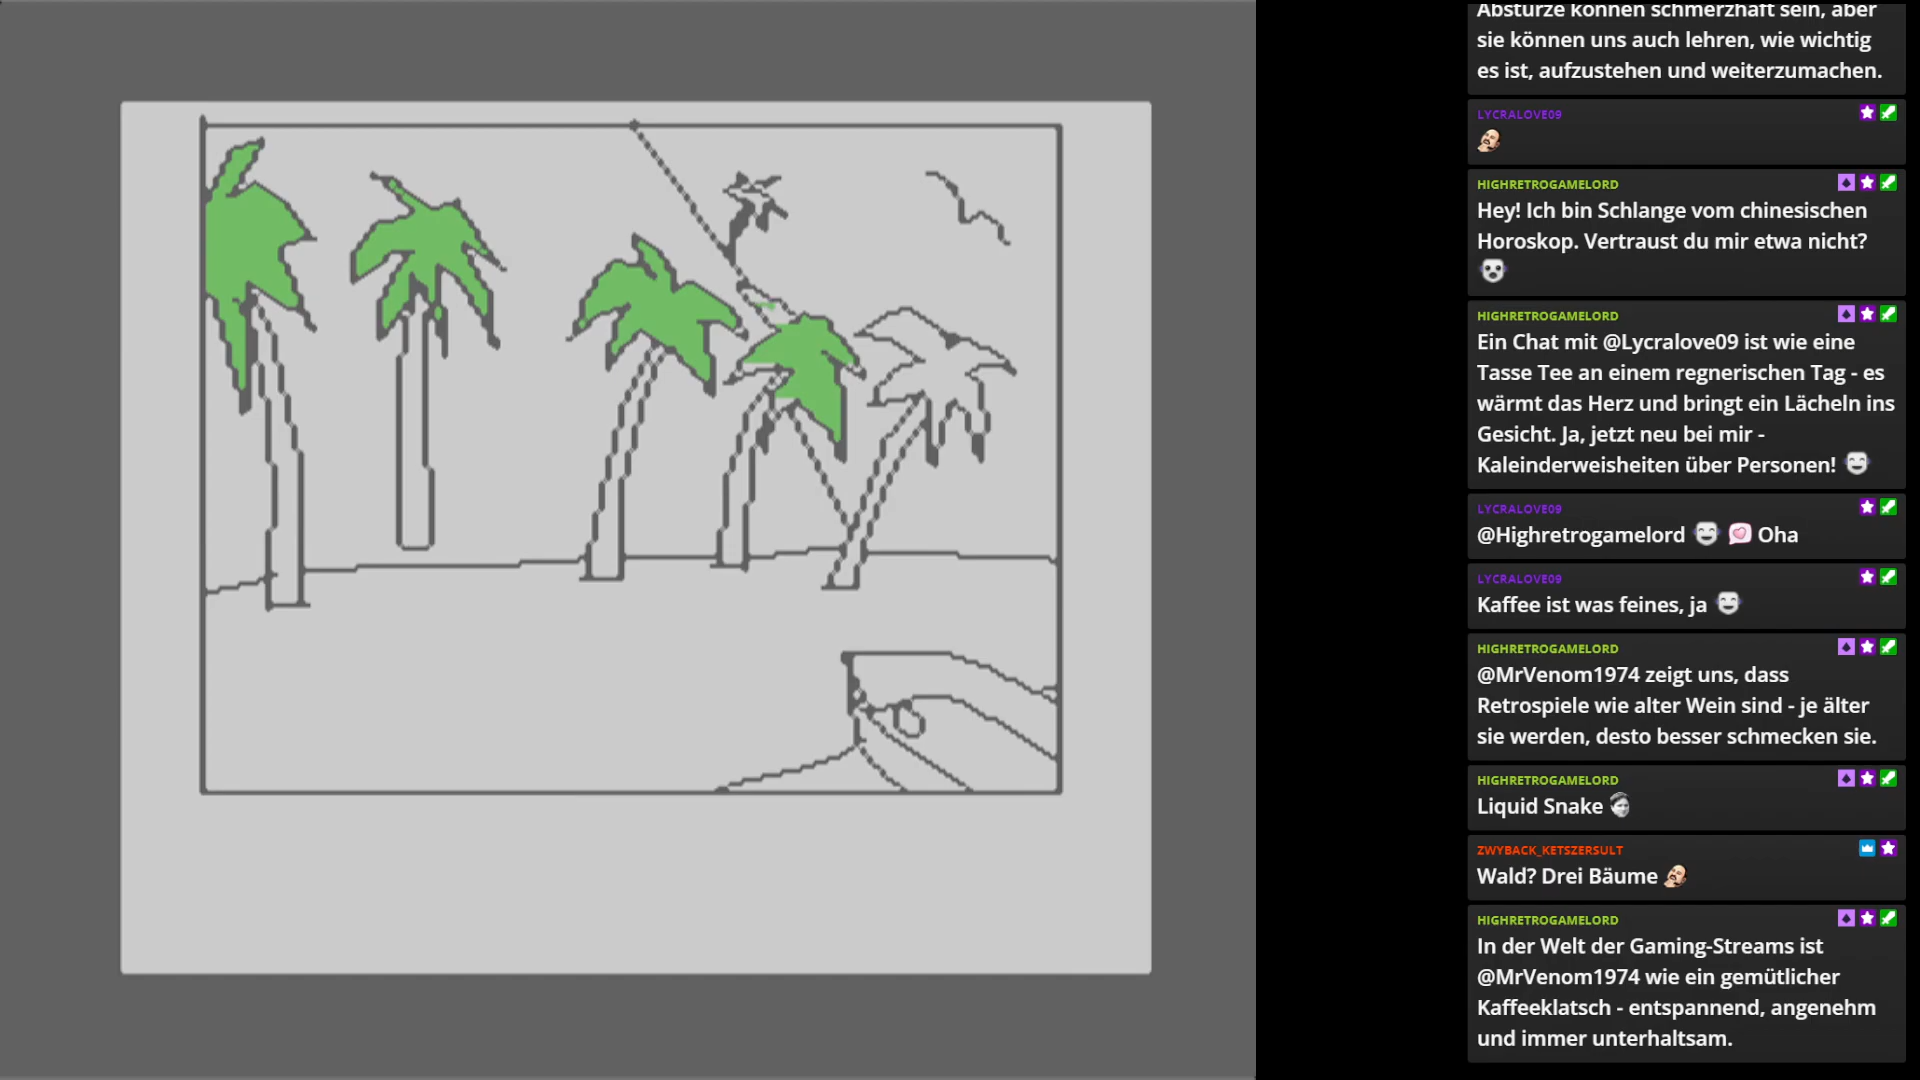 Abstürze können schmerzhaft sein, aber
sie können uns auch lehren, wie wichtig
es ist, aufzustehen und weiterzumachen.
LYCRALOVE09
HIGHRETROGAMELORD
Hey! Ich bin Schlange vom chinesischen
Horoskop. Vertraust du mir etwa nicht?
HIGHRETROGAMELORD
Ein Chat mit @Lycralove09 ist wie eine
Tasse Tee an einem regnerischen Tag - es
wärmt das Herz und bringt ein Lächeln ins
Gesicht. Ja, jetzt neu bei mir -
Kaleinderweisheiten über Personen!
LYCRALOVE09
@Highretrogamelord Oha
LYCRALOVE09
Kaffee ist was feines, ja
HIGHRETROGAMELORD
@MrVenom1974 zeigt uns, dass
Retrospiele wie alter Wein sind - je älter
sie werden, desto besser schmecken sie.
HIGHRETROGAMELORD
Liquid Snake
ZWYBACK_KETSZERSULT
Wald? Drei Bäume
HIGHRETROGAMELORD
In der Welt der Gaming-Streams ist
@MrVenom1974 wie ein gemütlicher
Kaffeeklatsch - entspannend, angenehm
und immer unterhaltsam.